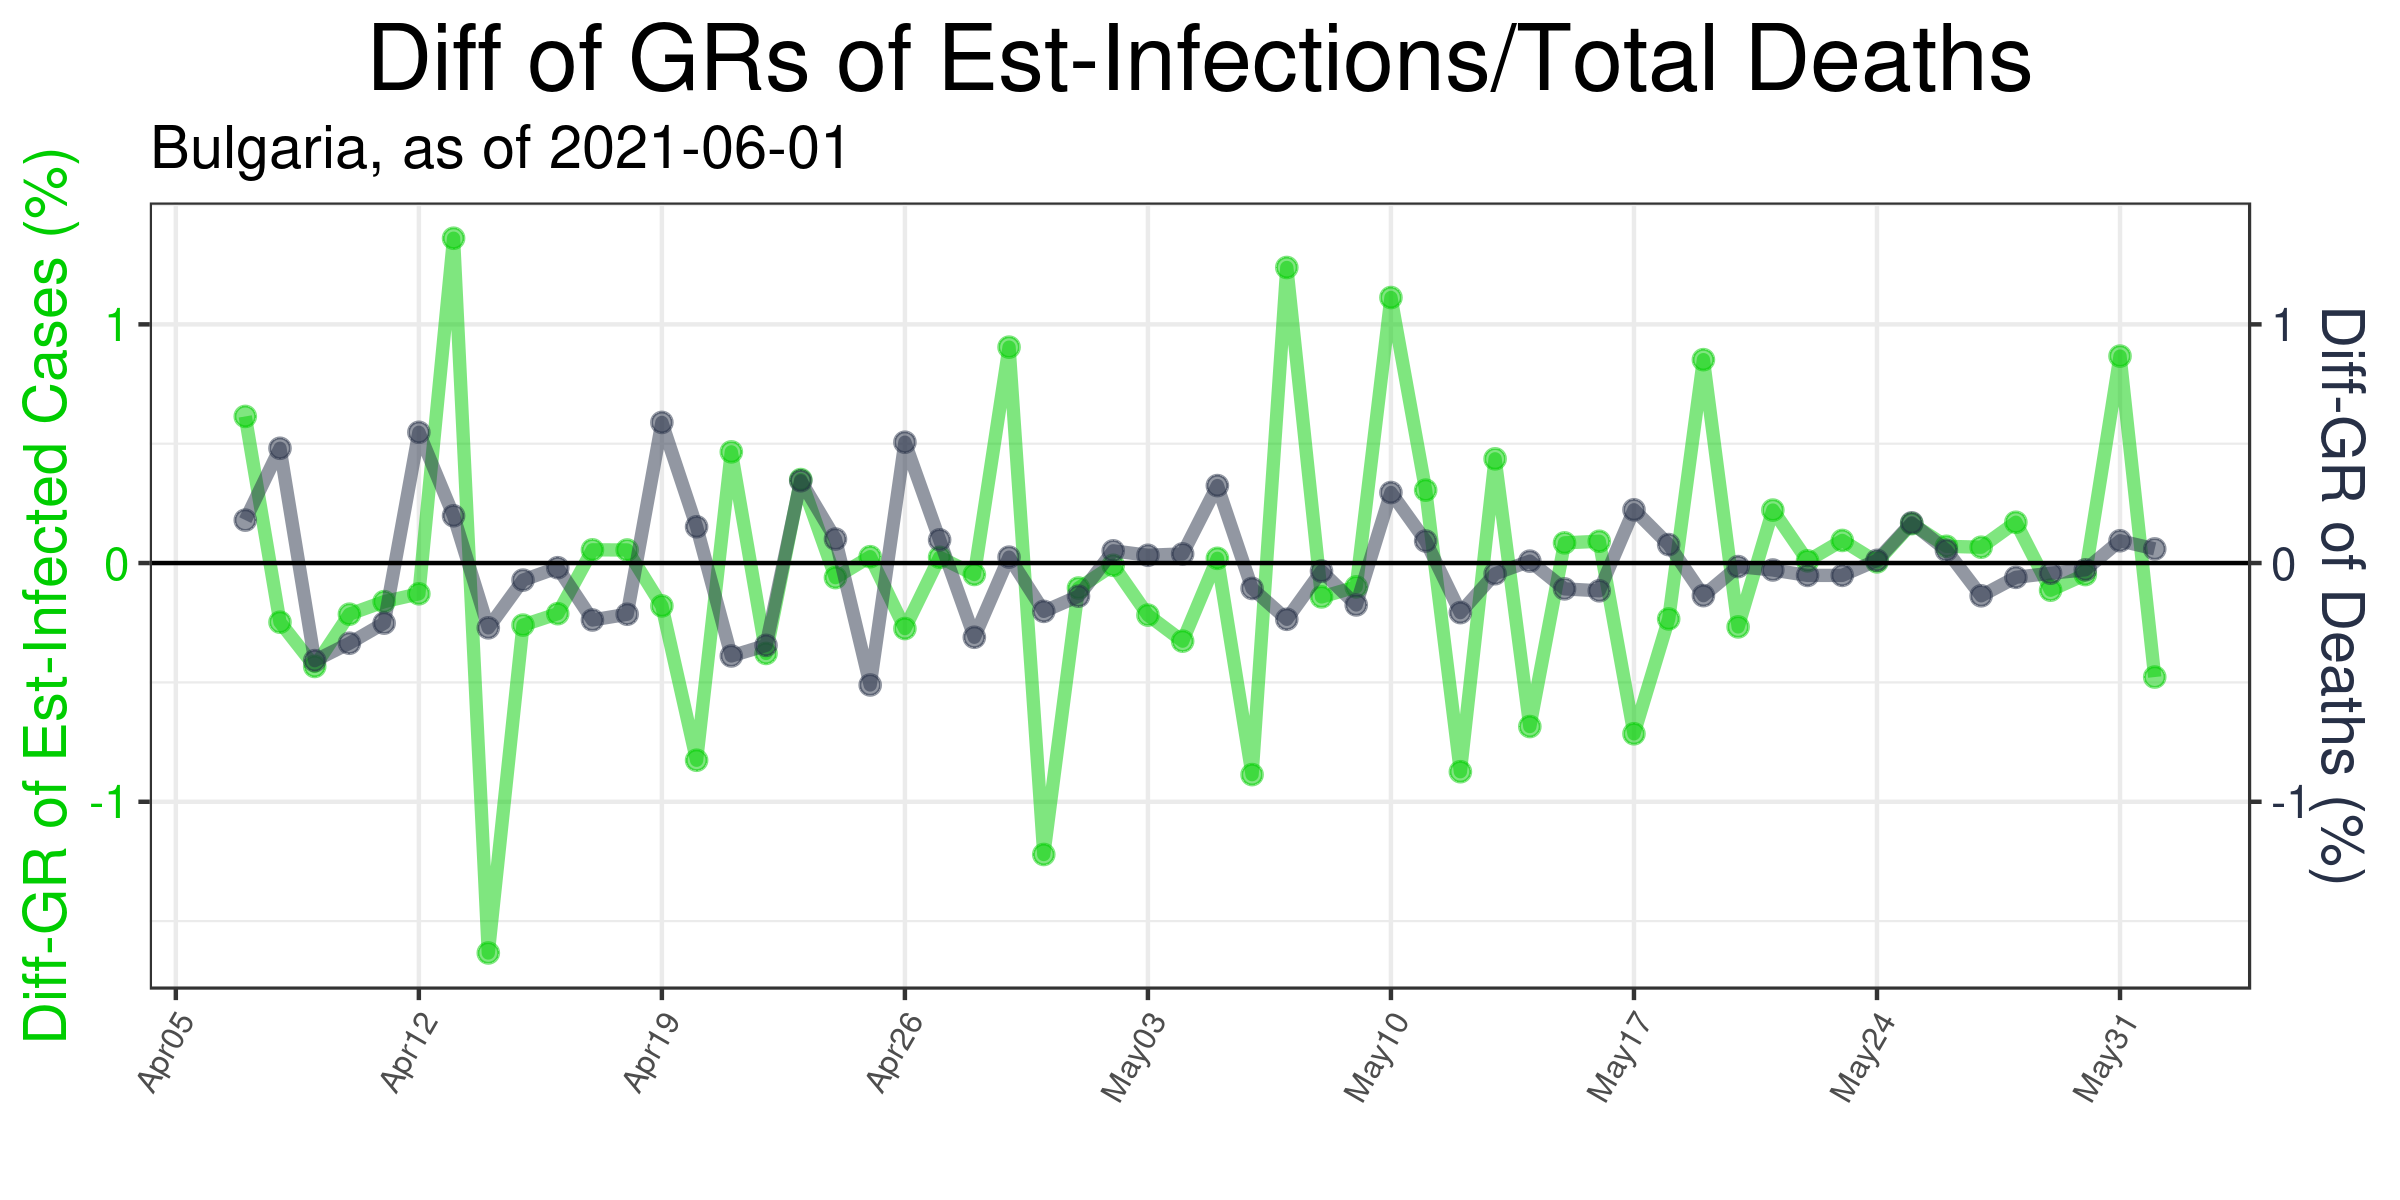 Diff of GRs of Est-Infections/Total Deaths
Bulgaria, as of 2021-06-01
Diff-GR of Est-Infected Cases (%)
1
0
-1
1
0
-1
Diff-GR of Deaths (%)
Apr05
Apr12
Apr19
Apr26
May03
May10
May17
May24
May31